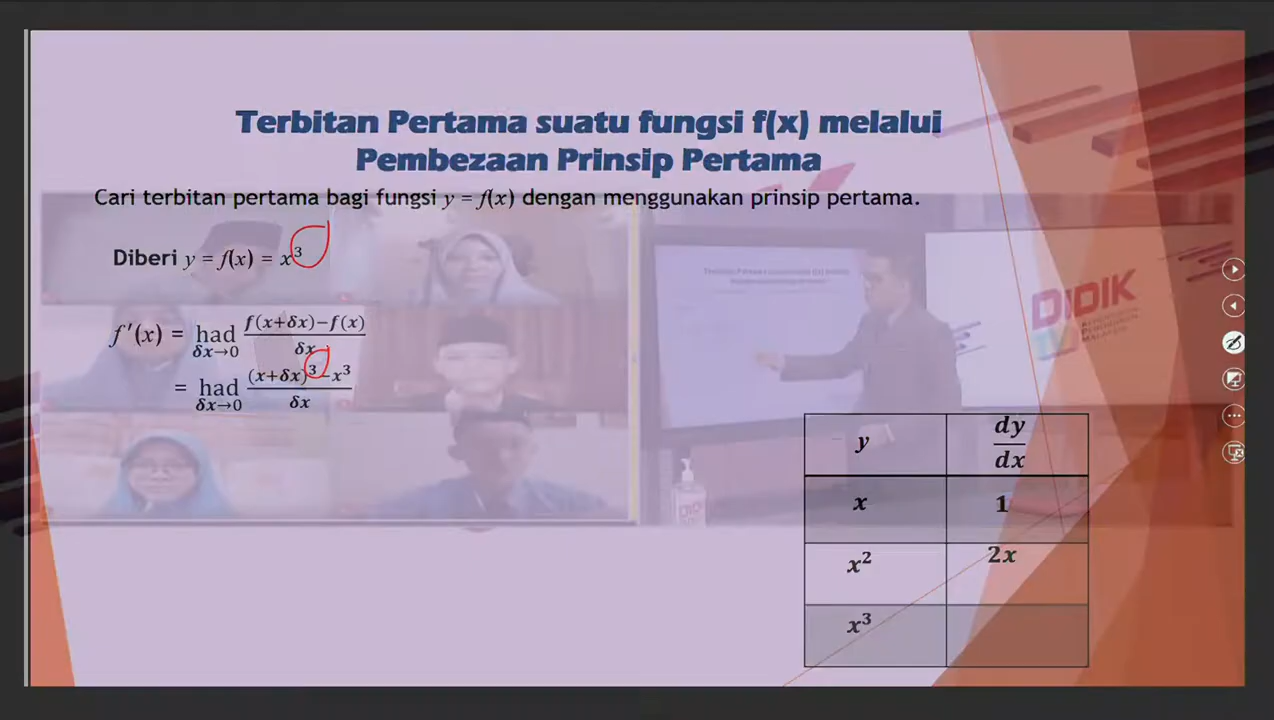 Terbitan Pertama suatu fungsi f(x) melalui
Pembezaan Prinsip Pertama
Cari terbitan pertama bagi fungsi y = f(x) dengan menggunakan prinsip pertama.
Diberi y = f(x) = x³
f'(x) = had δx→0 f(x+δx)−f(x) / δx
= had δx→0 (x+δx)³−x³ / δx
y dy/dx
x 1
x² 2x
x³
DIDIK
TV